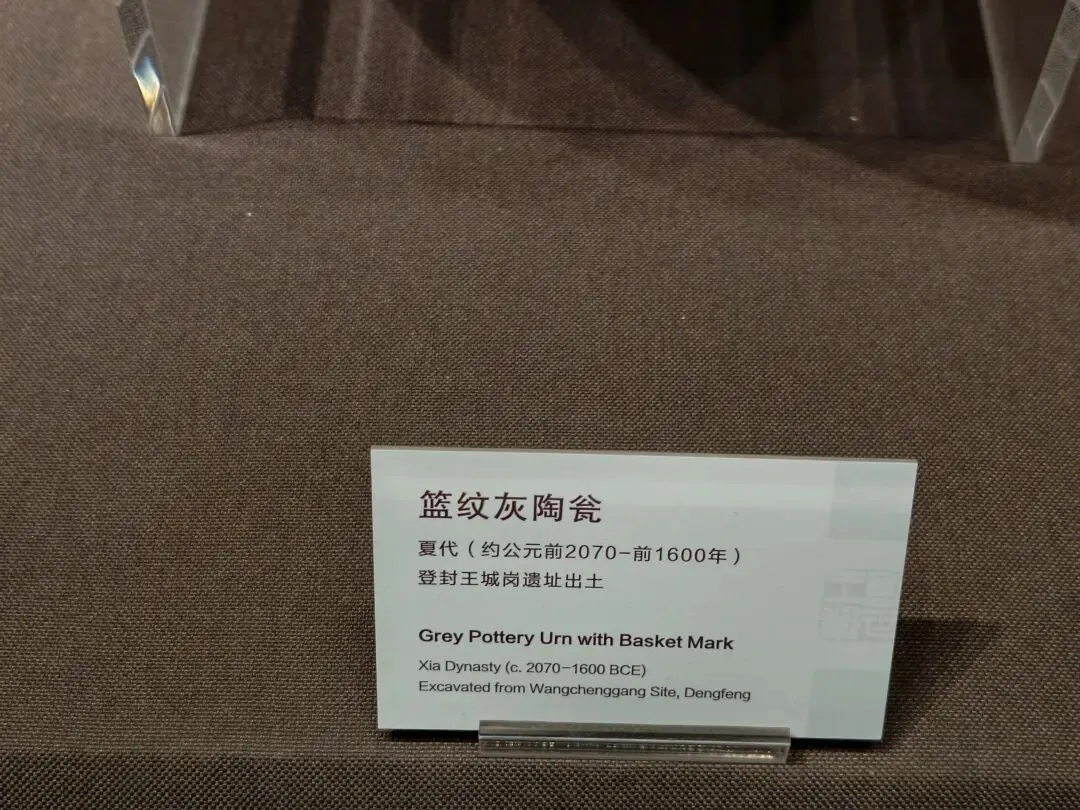 篮纹灰陶瓮
夏代（约公元前2070-前1600年）
登封王城岗遗址出土
Grey Pottery Urn with Basket Mark
Xia Dynasty (c. 2070-1600 BCE)
Excavated from Wangchenggang Site, Dengfeng